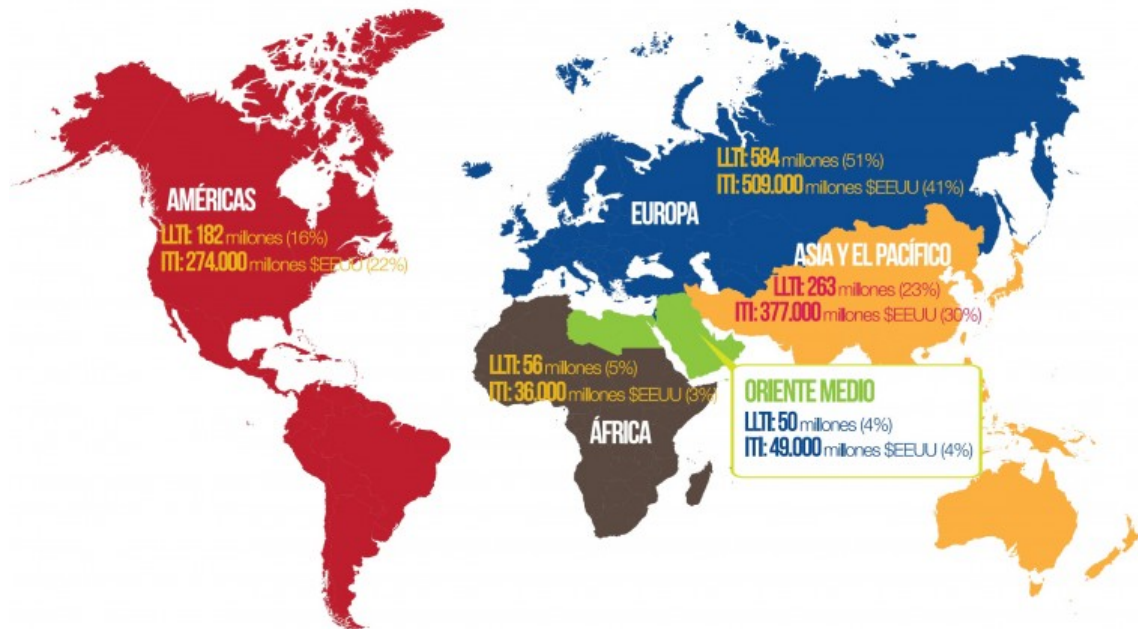 AMÉRICAS
LLTI: 182 millones (16%)
ITI: 274.000 millones $EEUU (22%)
EUROPA
LLTI: 584 millones (51%)
ITI: 509.000 millones $EEUU (41%)
ASIA Y EL PACÍFICO
LLTI: 263 millones (23%)
ITI: 377.000 millones $EEUU (30%)
LLTI: 56 millones (5%)
ITI: 36.000 millones $EEUU (3%)
ÁFRICA
ORIENTE MEDIO
LLTI: 50 millones (4%)
ITI: 49.000 millones $EEUU (4%)